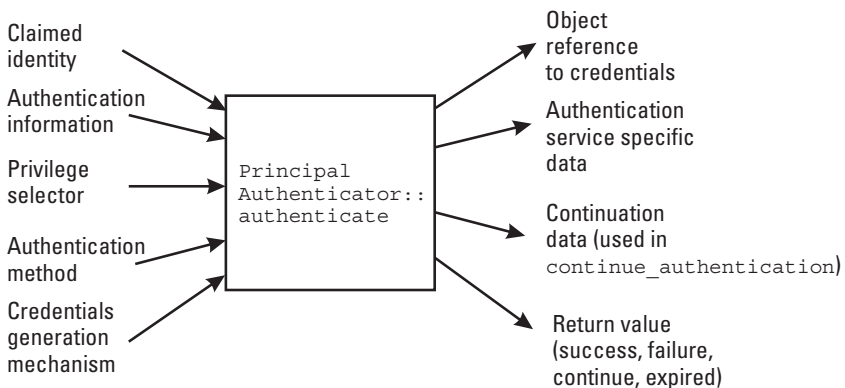 Claimed
identity
Authentication
information
Privilege
selector
Authentication
method
Credentials
generation
mechanism
Principal
Authenticator::
authenticate
Object
reference
to credentials
Authentication
service specific
data
Continuation
data (used in
continue_authentication)
Return value
(success, failure,
continue, expired)